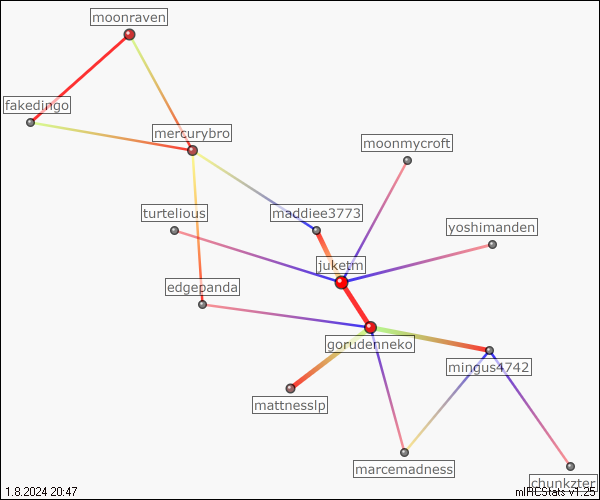 moonraven
fakedingo
mercurybro
moonmycroft
turtelious
maddiee3773
yoshimanden
juketm
edgepanda
gorudenneko
mingus4742
mattnesslp
marcemadness
chunkzter
1.8.2024 20:47
mIRCStats v1.25